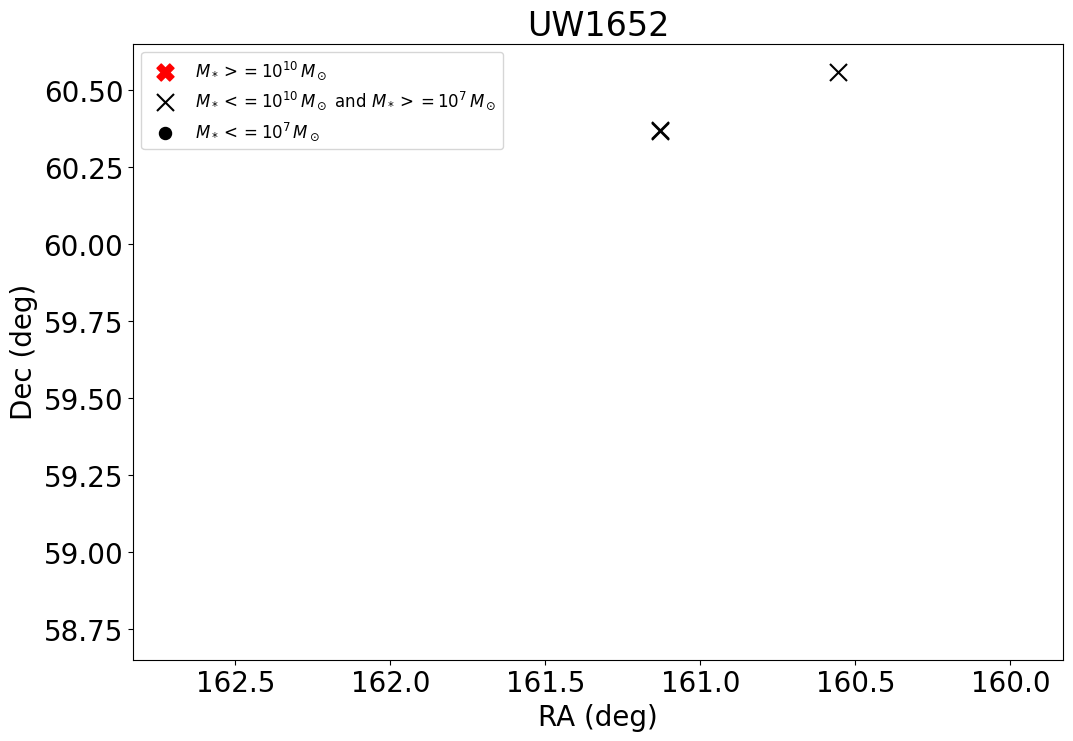 UW1652
M* >= 10^10 M⊙
M* <= 10^10 M⊙ and M* >= 10^7 M⊙
M* <= 10^7 M⊙
60.50
60.25
60.00
59.75
59.50
59.25
59.00
58.75
Dec (deg)
162.5 162.0 161.5 161.0 160.5 160.0
RA (deg)